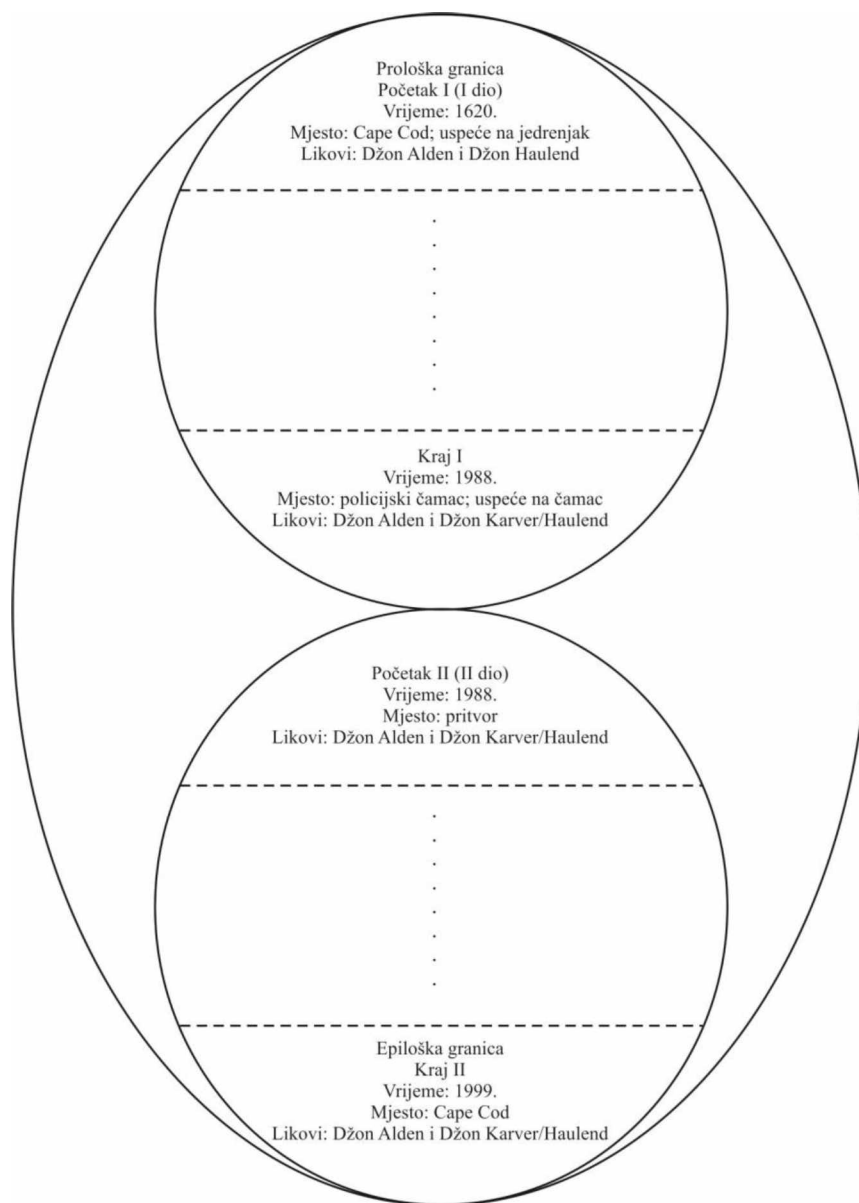 Prološka granica
Početak I (I dio)
Vrijeme: 1620.
Mjesto: Cape Cod; uspeće na jedrenjak
Likovi: Džon Alden i Džon Haulend
Kraj I
Vrijeme: 1988.
Mjesto: policijski čamac; uspeće na čamac
Likovi: Džon Alden i Džon Karver/Haulend
Početak II (II dio)
Vrijeme: 1988.
Mjesto: pritvor
Likovi: Džon Alden i Džon Karver/Haulend
Epiloška granica
Kraj II
Vrijeme: 1999.
Mjesto: Cape Cod
Likovi: Džon Alden i Džon Karver/Haulend